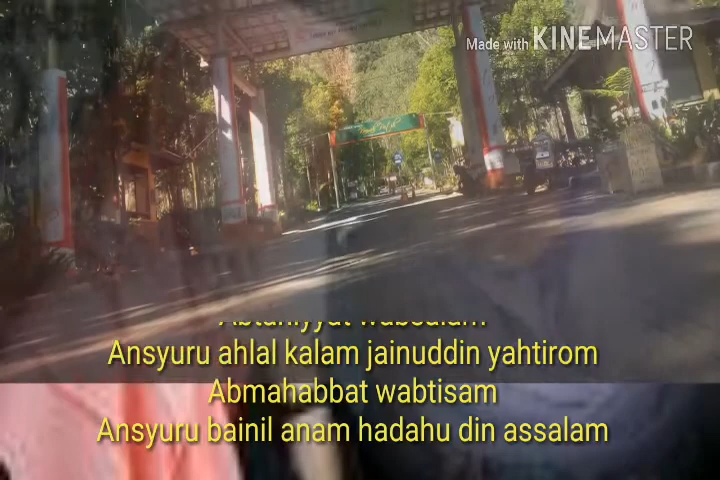 Made with KINEMASTER
Ansyuru ahlal kalam jainuddin yahtirom
Abmahabbat wabtisam
Ansyuru bainil anam hadahu din assalam